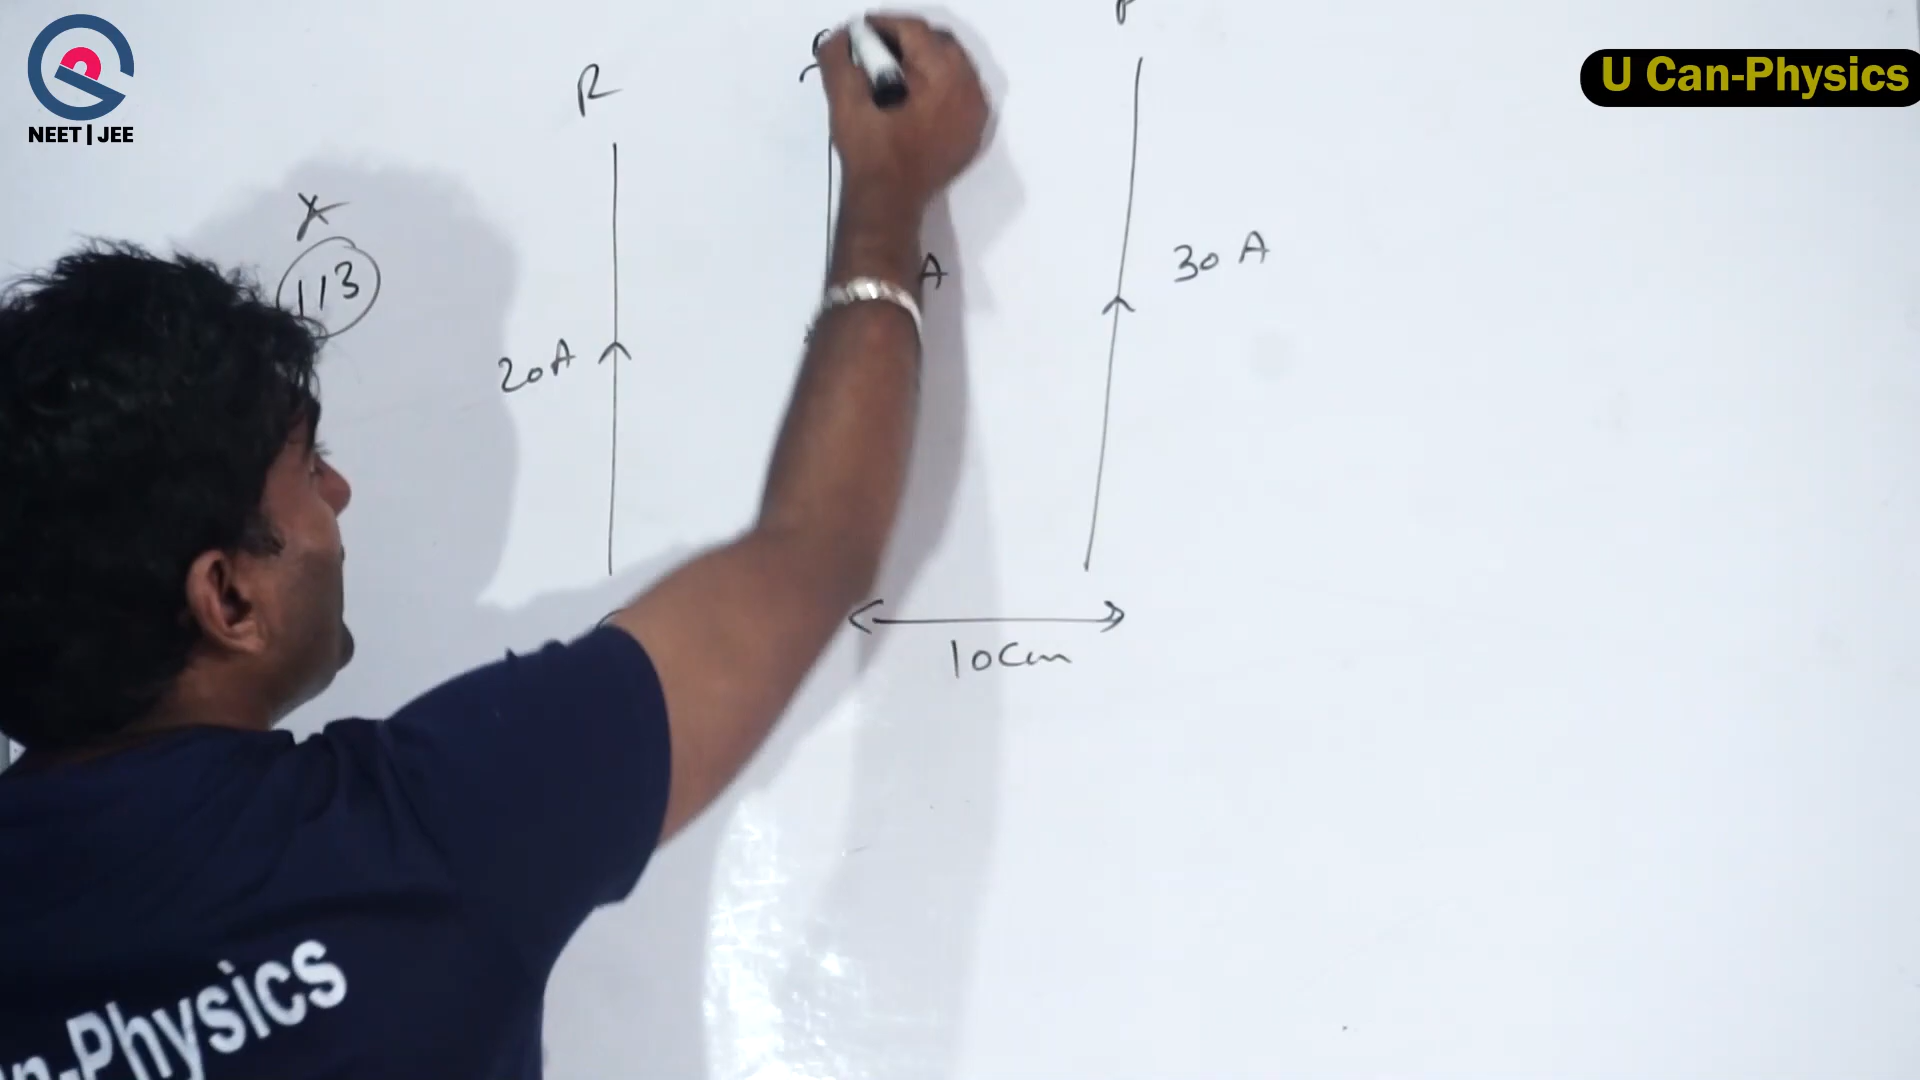 NEET|JEE
U Can-Physics
R
X
113
20A
A
30 A
10cm
n-Physics